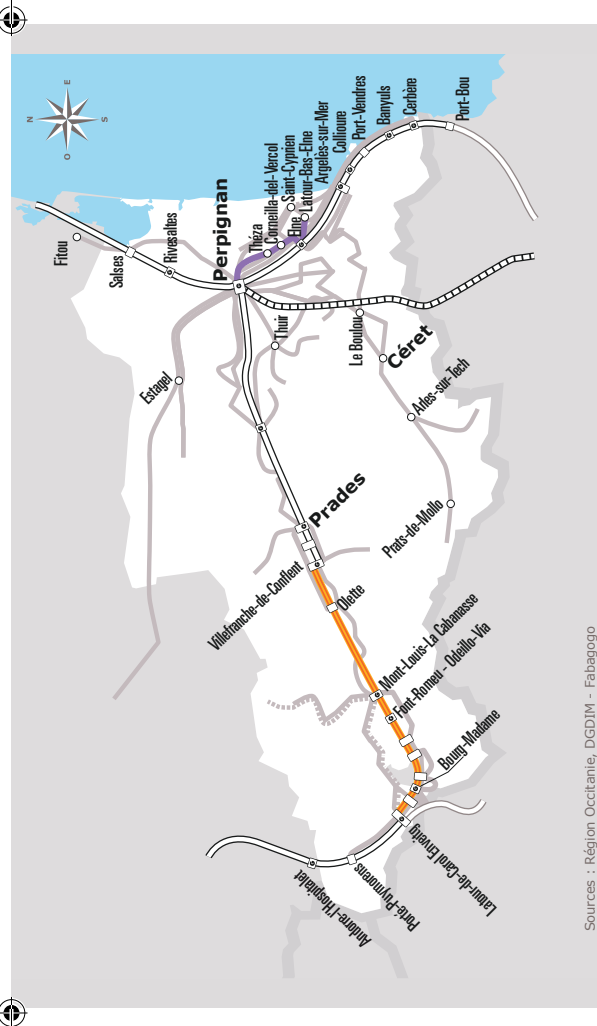 N
E
S
O
Fitou
Salses
Rivesaltes
Perpignan
Théza
Corneilla-del-Vercol
Saint-Cyprien
Elne
Latour-Bas-Elne
Argelès-sur-Mer
Collioure
Port-Vendres
Banyuls
Cerbère
Port-Bou
Estagel
Thuir
Le Boulou
Céret
Arles-sur-Tech
Prats-de-Mollo
Prades
Villefranche-de-Conflent
Olette
Mont-Louis-La Cabanasse
Font-Romeu - Odeillo-Via
Bourg-Madame
Latour-de-Carol Enveitg
Porté-Puymorens
Andorre-l'Hospitalet
Sources : Région Occitanie, DGDIM - Fabagogo